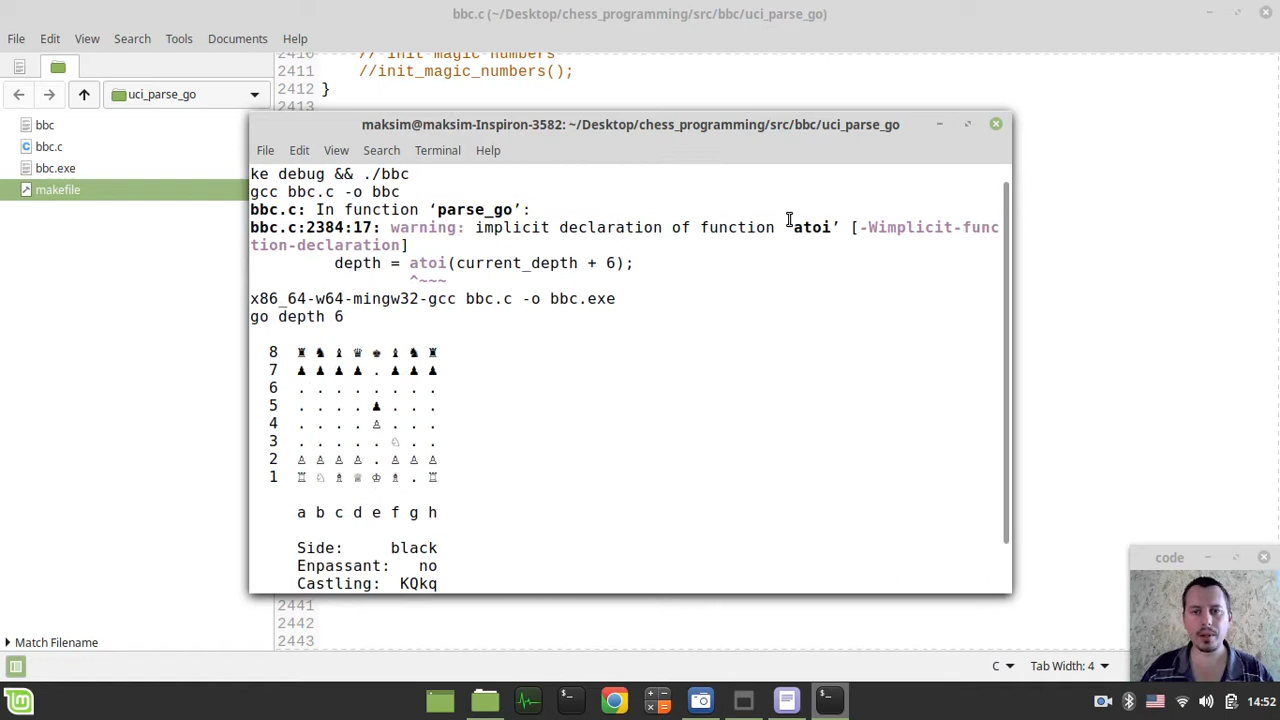 bbc.c (~/Desktop/chess_programming/src/bbc/uci_parse_go)
File Edit View Search Tools Documents Help
2410 // init magic numbers
2411 //init_magic_numbers();
2412 }
2413
uci_parse_go
bbc
bbc.c
bbc.exe
makefile
maksim@maksim-Inspiron-3582: ~/Desktop/chess_programming/src/bbc/uci_parse_go
File Edit View Search Terminal Help
ke debug && ./bbc
gcc bbc.c -o bbc
bbc.c: In function ‘parse_go’:
bbc.c:2384:17: warning: implicit declaration of function ‘atoi’ [-Wimplicit-func
tion-declaration]
depth = atoi(current_depth + 6);
^~~~
x86_64-w64-mingw32-gcc bbc.c -o bbc.exe
go depth 6
8 ♜ ♞ ♝ ♛ ♚ ♝ ♞ ♜
7 ♟ ♟ ♟ ♟ . ♟ ♟ ♟
6 . . . . . . . .
5 . . . . ♟ . . .
4 . . . . ♙ . . .
3 . . . . . ♘ . .
2 ♙ ♙ ♙ ♙ . ♙ ♙ ♙
1 ♖ ♘ ♗ ♕ ♔ ♗ . ♖
a b c d e f g h
Side: black
Enpassant: no
Castling: KQkq
2441
2442
2443
Match Filename
C Tab Width: 4
code
14:52